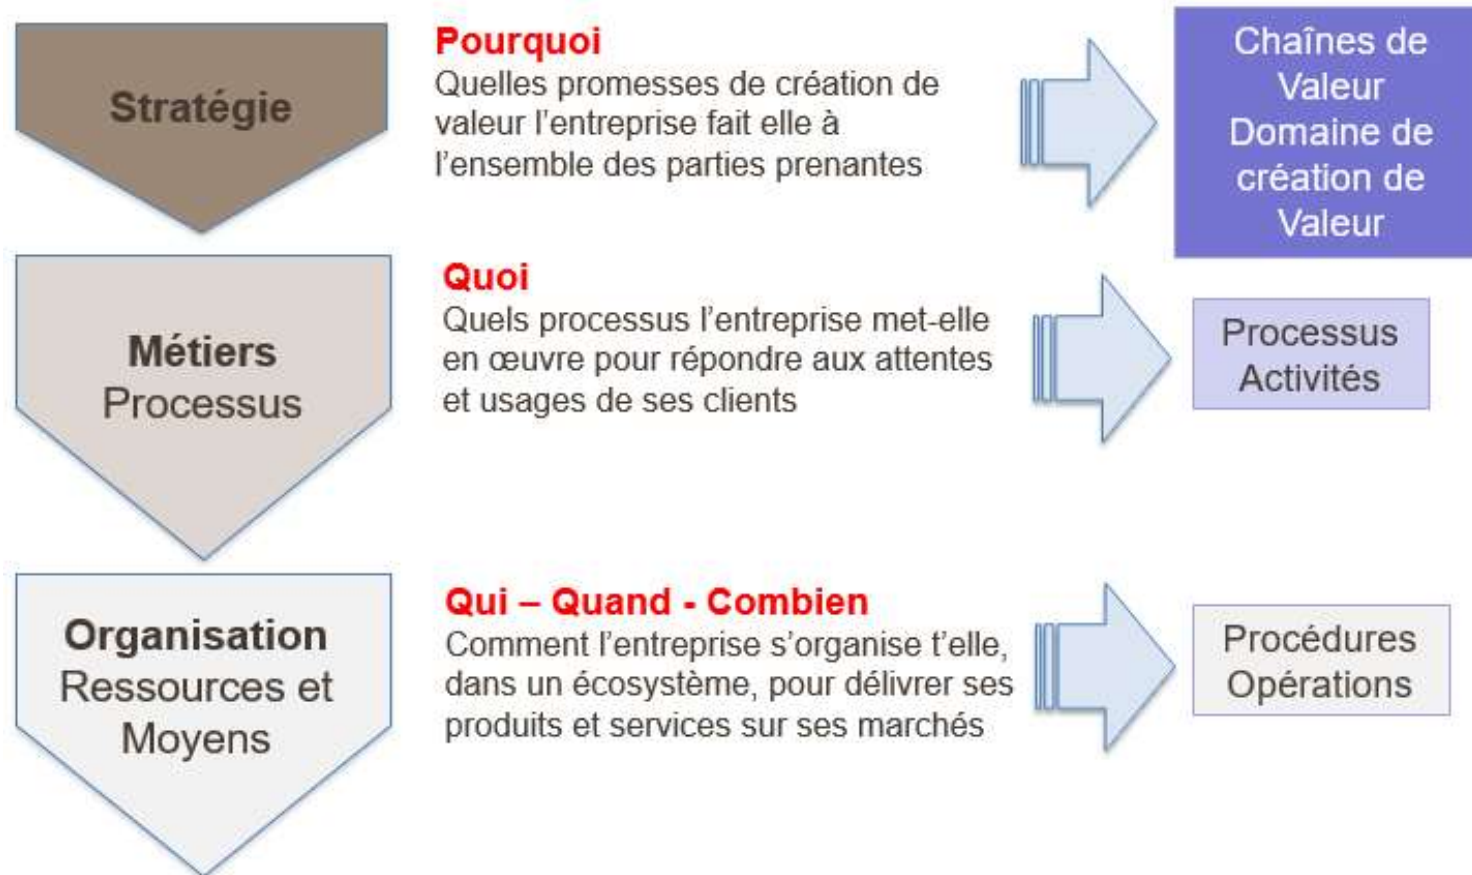 Stratégie
Pourquoi
Quelles promesses de création de
valeur l’entreprise fait elle à
l’ensemble des parties prenantes
Chaînes de
Valeur
Domaine de
création de
Valeur
Métiers
Processus
Quoi
Quels processus l’entreprise met-elle
en œuvre pour répondre aux attentes
et usages de ses clients
Processus
Activités
Organisation
Ressources et
Moyens
Qui – Quand - Combien
Comment l’entreprise s’organise t’elle,
dans un écosystème, pour délivrer ses
produits et services sur ses marchés
Procédures
Opérations